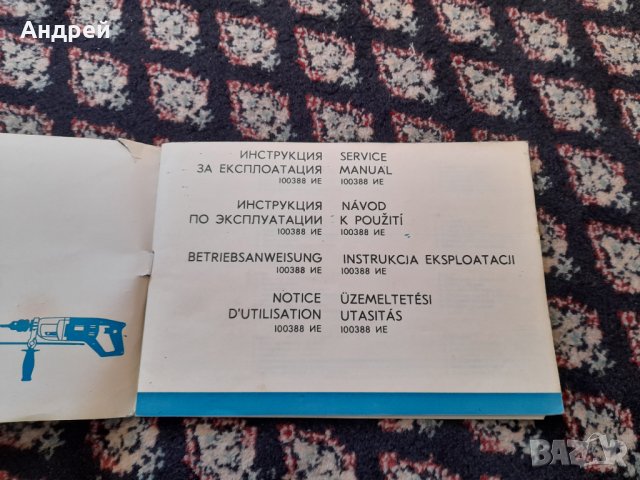 Андрей
ИНСТРУКЦИЯ
ЗА ЕКСПЛОАТАЦИЯ
100388 ИЕ
SERVICE
MANUAL
100388 ИЕ
ИНСТРУКЦИЯ
ПО ЭКСПЛУАТАЦИИ
100388 ИЕ
NÁVOD
K POUŽITÍ
100388 ИЕ
BETRIEBSANWEISUNG
100388 ИЕ
INSTRUKCJA EKSPLOATACII
100388 ИЕ
NOTICE
D'UTILISATION
100388 ИЕ
ÜZEMELTETÉSI
UTASITÁS
100388 ИЕ
BAZAR